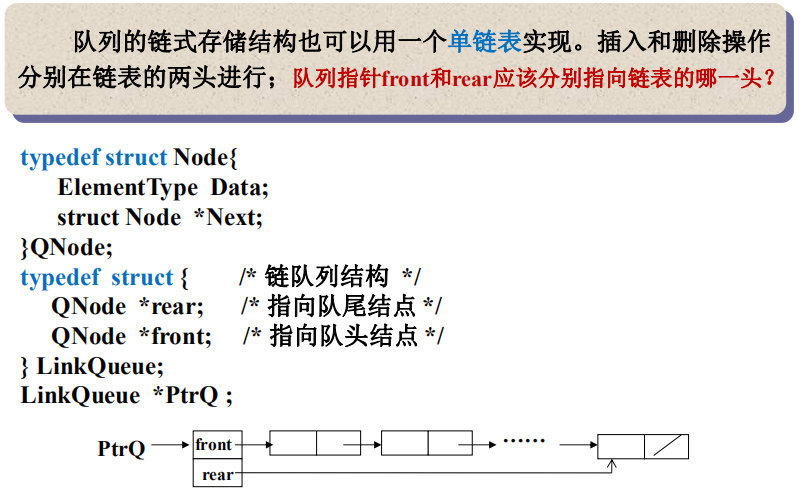 队列的链式存储结构也可以用一个单链表实现。插入和删除操作
分别在链表的两头进行；队列指针front和rear应该分别指向链表的哪一头？
typedef struct Node{
ElementType Data;
struct Node *Next;
}QNode;
typedef struct { /* 链队列结构 */
QNode *rear; /* 指向队尾结点 */
QNode *front; /* 指向队头结点 */
} LinkQueue;
LinkQueue *PtrQ ;
PtrQ
front
……
rear